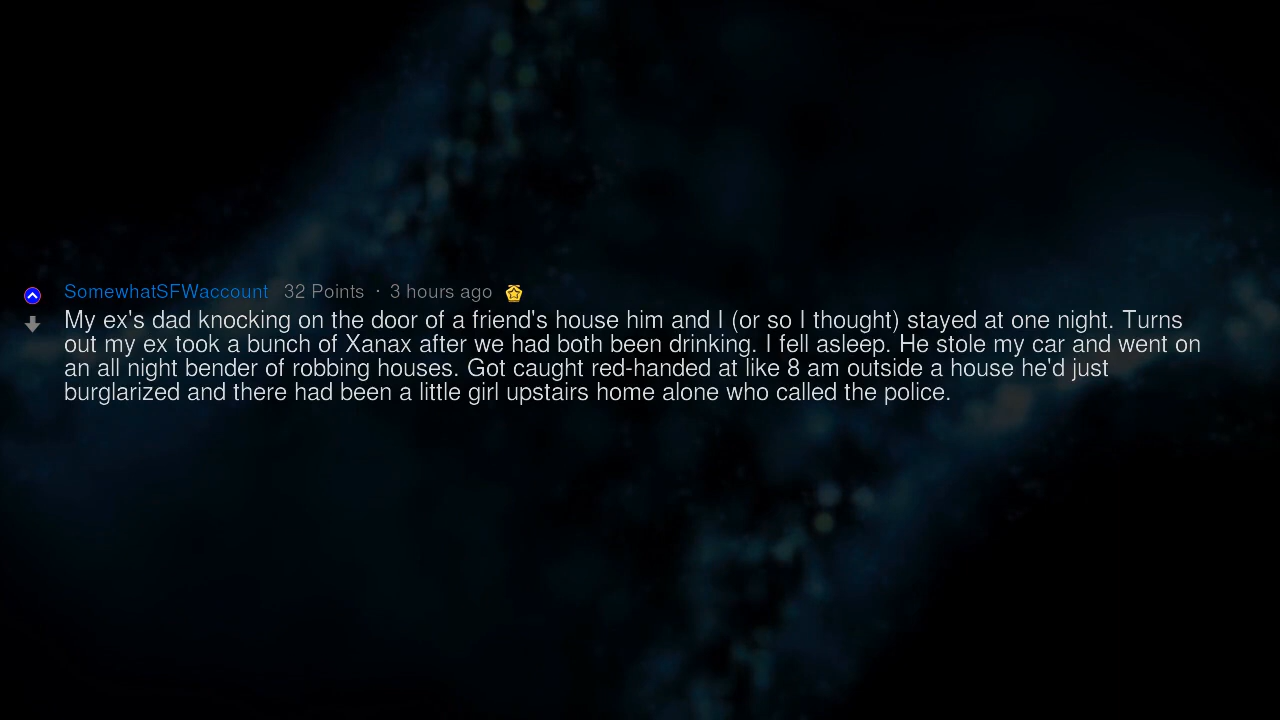 SomewhatSFWaccount 32 Points · 3 hours ago
My ex's dad knocking on the door of a friend's house him and I (or so I thought) stayed at one night. Turns
out my ex took a bunch of Xanax after we had both been drinking. I fell asleep. He stole my car and went on
an all night bender of robbing houses. Got caught red-handed at like 8 am outside a house he'd just
burglarized and there had been a little girl upstairs home alone who called the police.